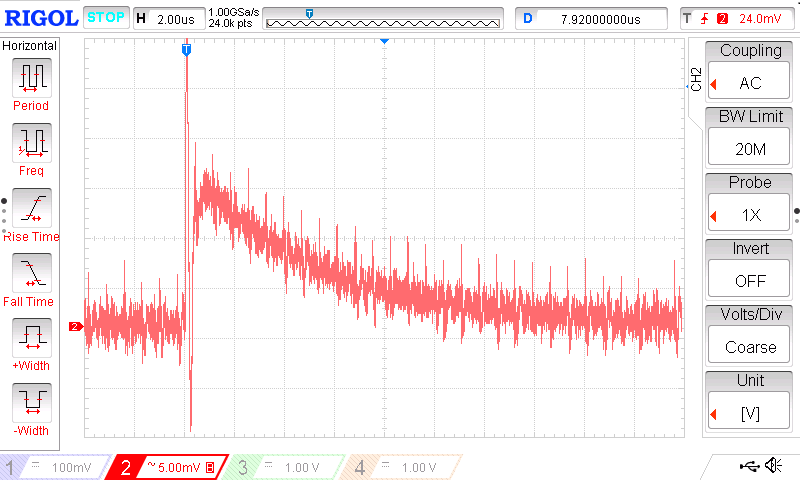 RIGOL STOP H 2.00us 1.00GSa/s 24.0k pts T D 7.92000000us T 2 24.0mV
Horizontal
Period
Freq
Rise Time
Fall Time
+Width
-Width
T
2
CH2
Coupling
AC
BW Limit
20M
Probe
1X
Invert
OFF
Volts/Div
Coarse
Unit
[V]
1 100mV 2 ~ 5.00mV B 3 1.00 V 4 1.00 V